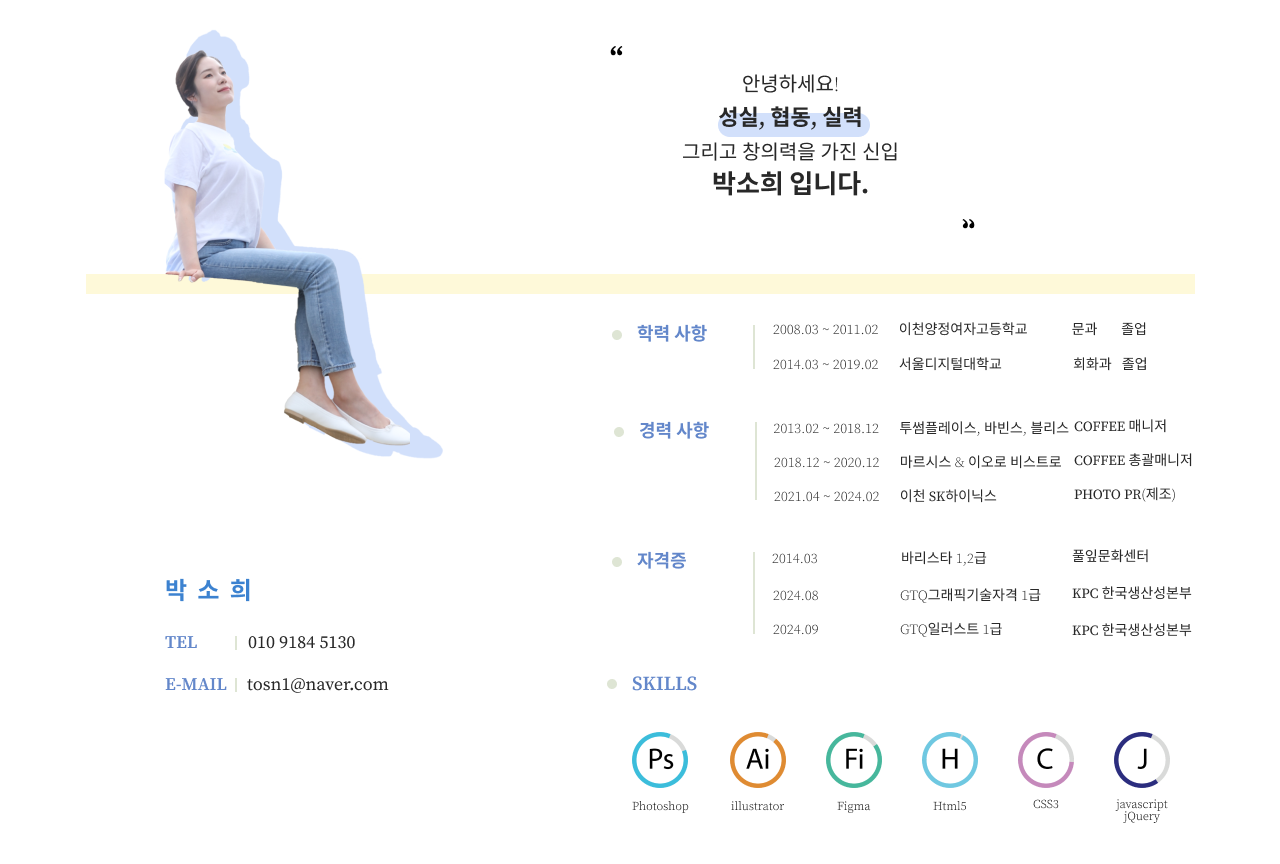 “
안녕하세요!
성실, 협동, 실력
그리고 창의력을 가진 신입
박소희 입니다.
”
학력 사항
2008.03 ~ 2011.02 이천양정여자고등학교 문과 졸업
2014.03 ~ 2019.02 서울디지털대학교 회화과 졸업
경력 사항
2013.02 ~ 2018.12 투썸플레이스, 바빈스, 블리스 COFFEE 매니저
2018.12 ~ 2020.12 마르시스 & 이오로 비스트로 COFFEE 총괄매니저
2021.04 ~ 2024.02 이천 SK하이닉스 PHOTO PR(제조)
자격증
2014.03 바리스타 1,2급 풀잎문화센터
2024.08 GTQ그래픽기술자격 1급 KPC 한국생산성본부
2024.09 GTQ일러스트 1급 KPC 한국생산성본부
박 소 희
TEL | 010 9184 5130
E-MAIL | tosn1@naver.com
SKILLS
Ps Ai Fi H C J
Photoshop illustrator Figma Html5 CSS3 javascript
jQuery